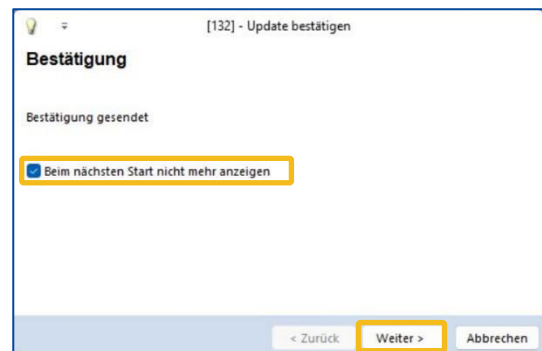 [132] - Update bestätigen
Bestätigung
Bestätigung gesendet
Beim nächsten Start nicht mehr anzeigen
< Zurück Weiter > Abbrechen